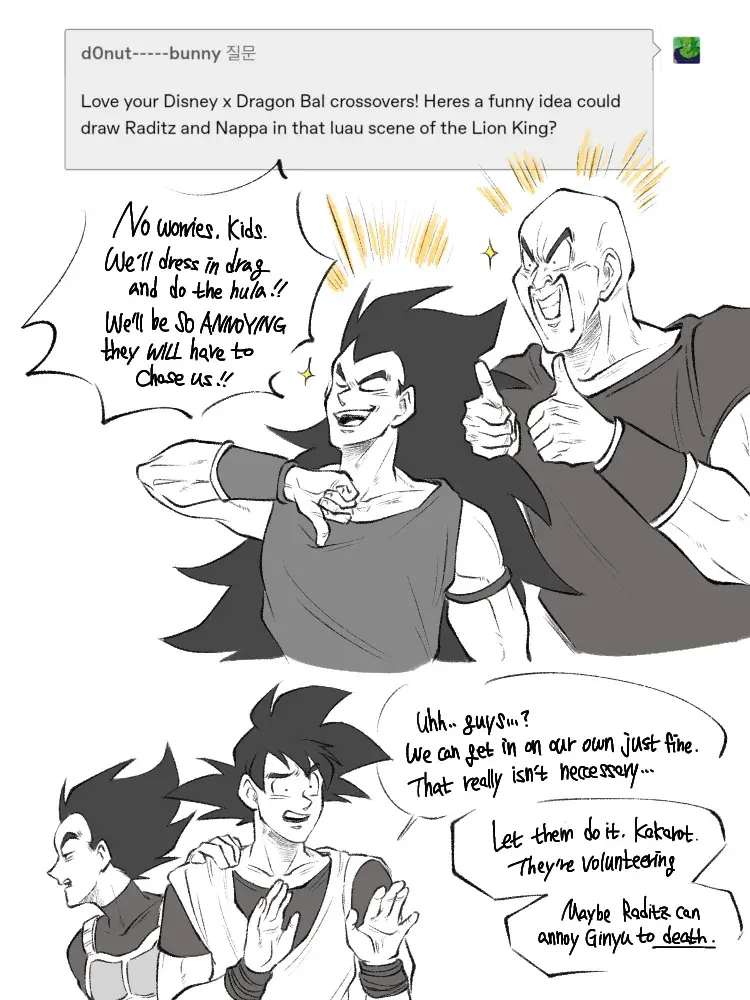 d0nut-----bunny 질문
Love your Disney x Dragon Bal crossovers! Heres a funny idea could
draw Raditz and Nappa in that luau scene of the Lion King?
No worries, Kids.
We'll dress in drag
and do the hula!!
We'll be SO ANNOYING
they WILL have to
chase us!!
Uhh.. guys...?
We can get in on our own just fine.
That really isn't neccessary...
Let them do it. Kakarot.
They're volunteering
Maybe Raditz can
annoy Ginyu to death.